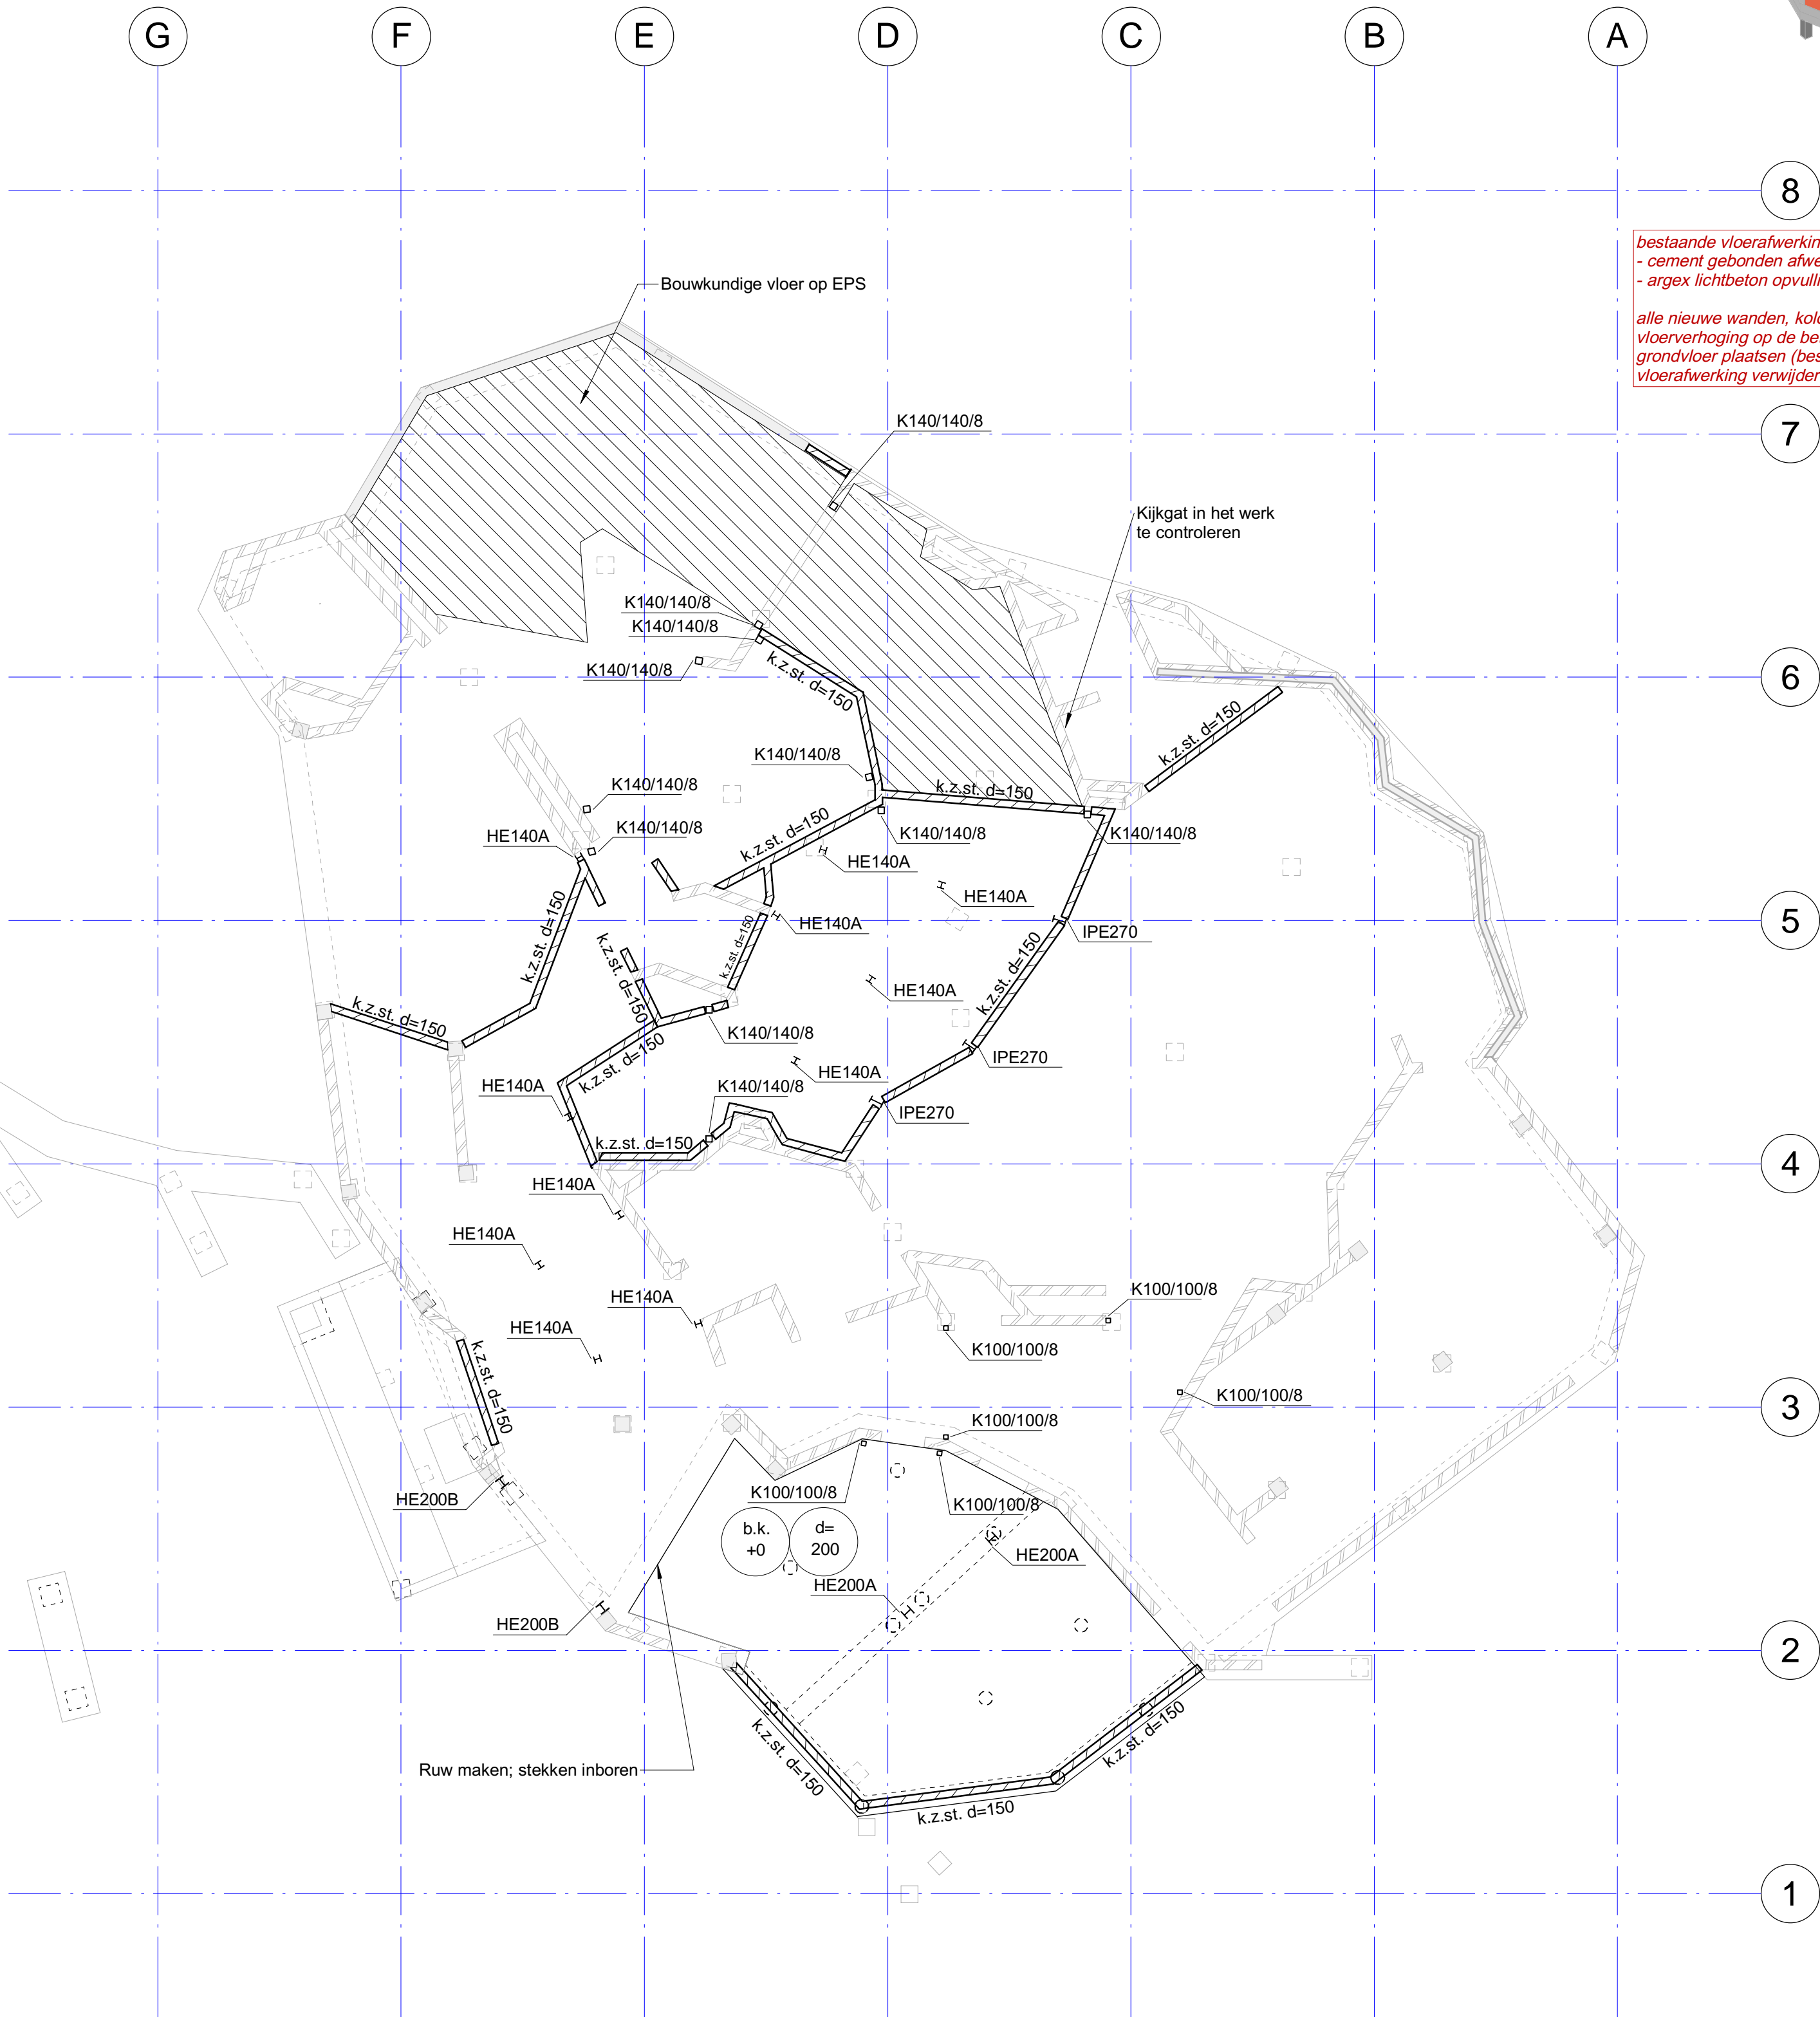 G
F
E
D
C
B
A
8
bestaande vloerafwerkin
- cement gebonden afwe
- argex lichtbeton opvulli
alle nieuwe wanden, kolo
vloerverhoging op de be
grondvloer plaatsen (bes
vloerafwerking verwijder
Bouwkundige vloer op EPS
K140/140/8
7
Kijkgat in het werk
te controleren
K140/140/8
K140/140/8
K140/140/8
k.z.st. d=150
6
k.z.st. d=150
K140/140/8
K140/140/8
k.z.st. d=150
K140/140/8
HE140A
k.z.st. d=150
K140/140/8
K140/140/8
HE140A
HE140A
k.z.st. d=150
HE140A
k.z.st. d=150
IPE270
5
k.z.st. d=150
k.z.st. d=150
HE140A
k.z.st. d=150
K140/140/8
k.z.st. d=150
IPE270
HE140A
HE140A
K140/140/8
IPE270
k.z.st. d=150
4
HE140A
HE140A
HE140A
K100/100/8
HE140A
K100/100/8
k.z.st. d=150
K100/100/8
3
K100/100/8
HE200B
K100/100/8
K100/100/8
b.k.
+0
d=
200
HE200A
HE200A
HE200B
2
k.z.st. d=150
k.z.st. d=150
Ruw maken; stekken inboren
k.z.st. d=150
1